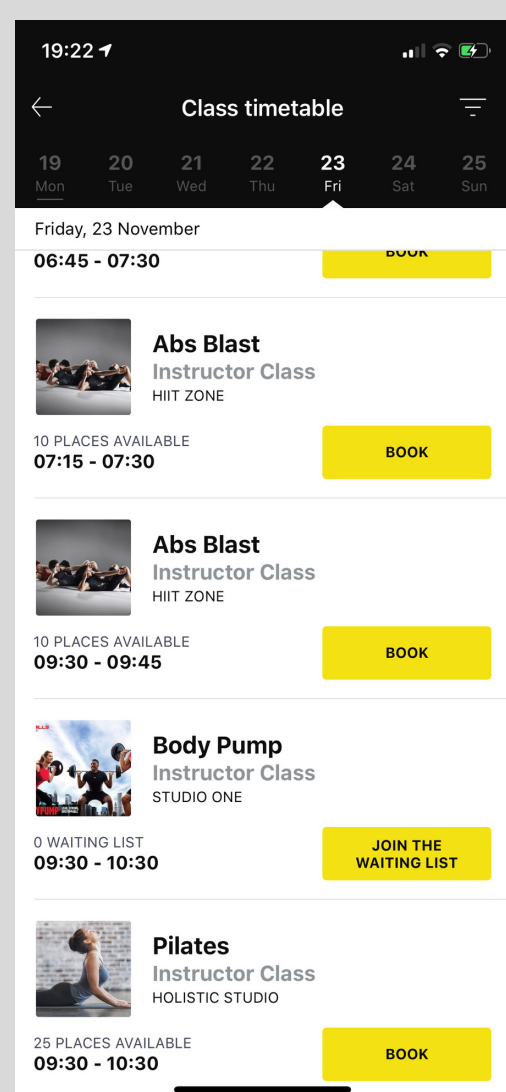 19:22
Class timetable
19 20 21 22 23 24 25
Mon Tue Wed Thu Fri Sat Sun
Friday, 23 November
06:45 - 07:30
BOOK
Abs Blast
Instructor Class
HIIT ZONE
10 PLACES AVAILABLE
07:15 - 07:30
BOOK
Abs Blast
Instructor Class
HIIT ZONE
10 PLACES AVAILABLE
09:30 - 09:45
BOOK
Body Pump
Instructor Class
STUDIO ONE
0 WAITING LIST
09:30 - 10:30
JOIN THE
WAITING LIST
Pilates
Instructor Class
HOLISTIC STUDIO
25 PLACES AVAILABLE
09:30 - 10:30
BOOK